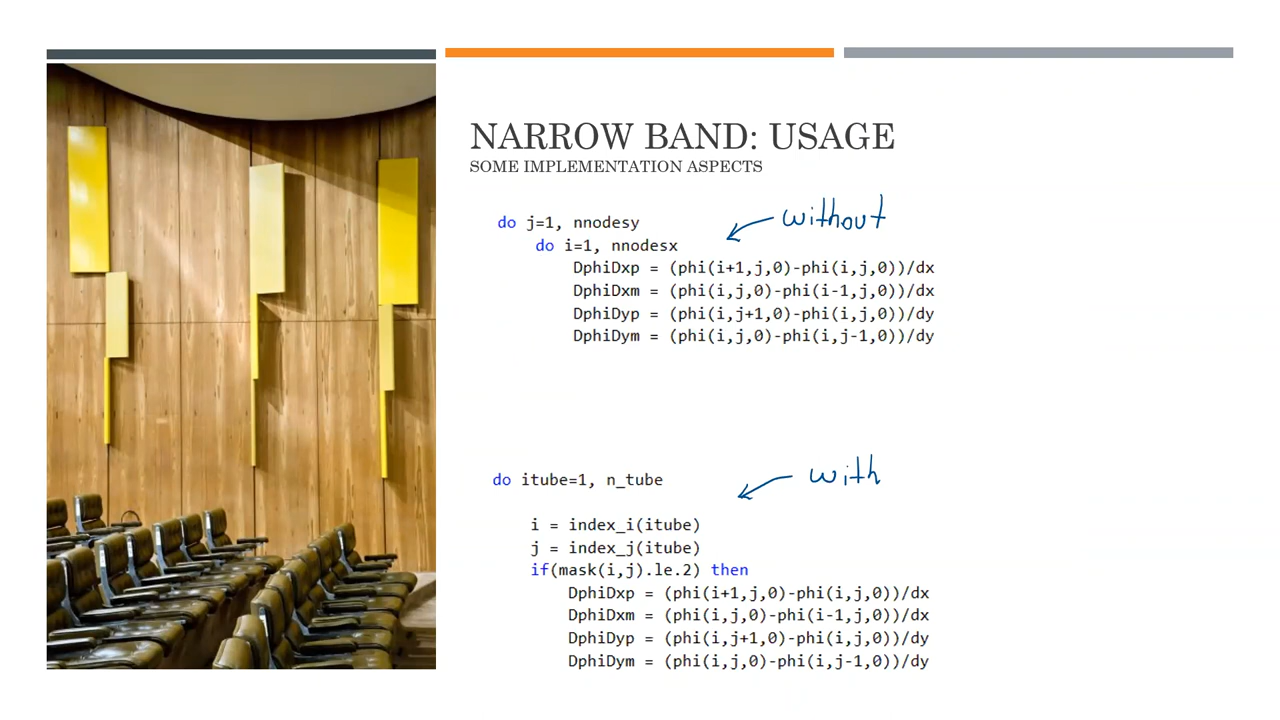 NARROW BAND: USAGE
SOME IMPLEMENTATION ASPECTS
without
do j=1, nnodesy
do i=1, nnodesx
DphiDxp = (phi(i+1,j,0)-phi(i,j,0))/dx
DphiDxm = (phi(i,j,0)-phi(i-1,j,0))/dx
DphiDyp = (phi(i,j+1,0)-phi(i,j,0))/dy
DphiDym = (phi(i,j,0)-phi(i,j-1,0))/dy
with
do itube=1, n_tube
i = index_i(itube)
j = index_j(itube)
if(mask(i,j).le.2) then
DphiDxp = (phi(i+1,j,0)-phi(i,j,0))/dx
DphiDxm = (phi(i,j,0)-phi(i-1,j,0))/dx
DphiDyp = (phi(i,j+1,0)-phi(i,j,0))/dy
DphiDym = (phi(i,j,0)-phi(i,j-1,0))/dy